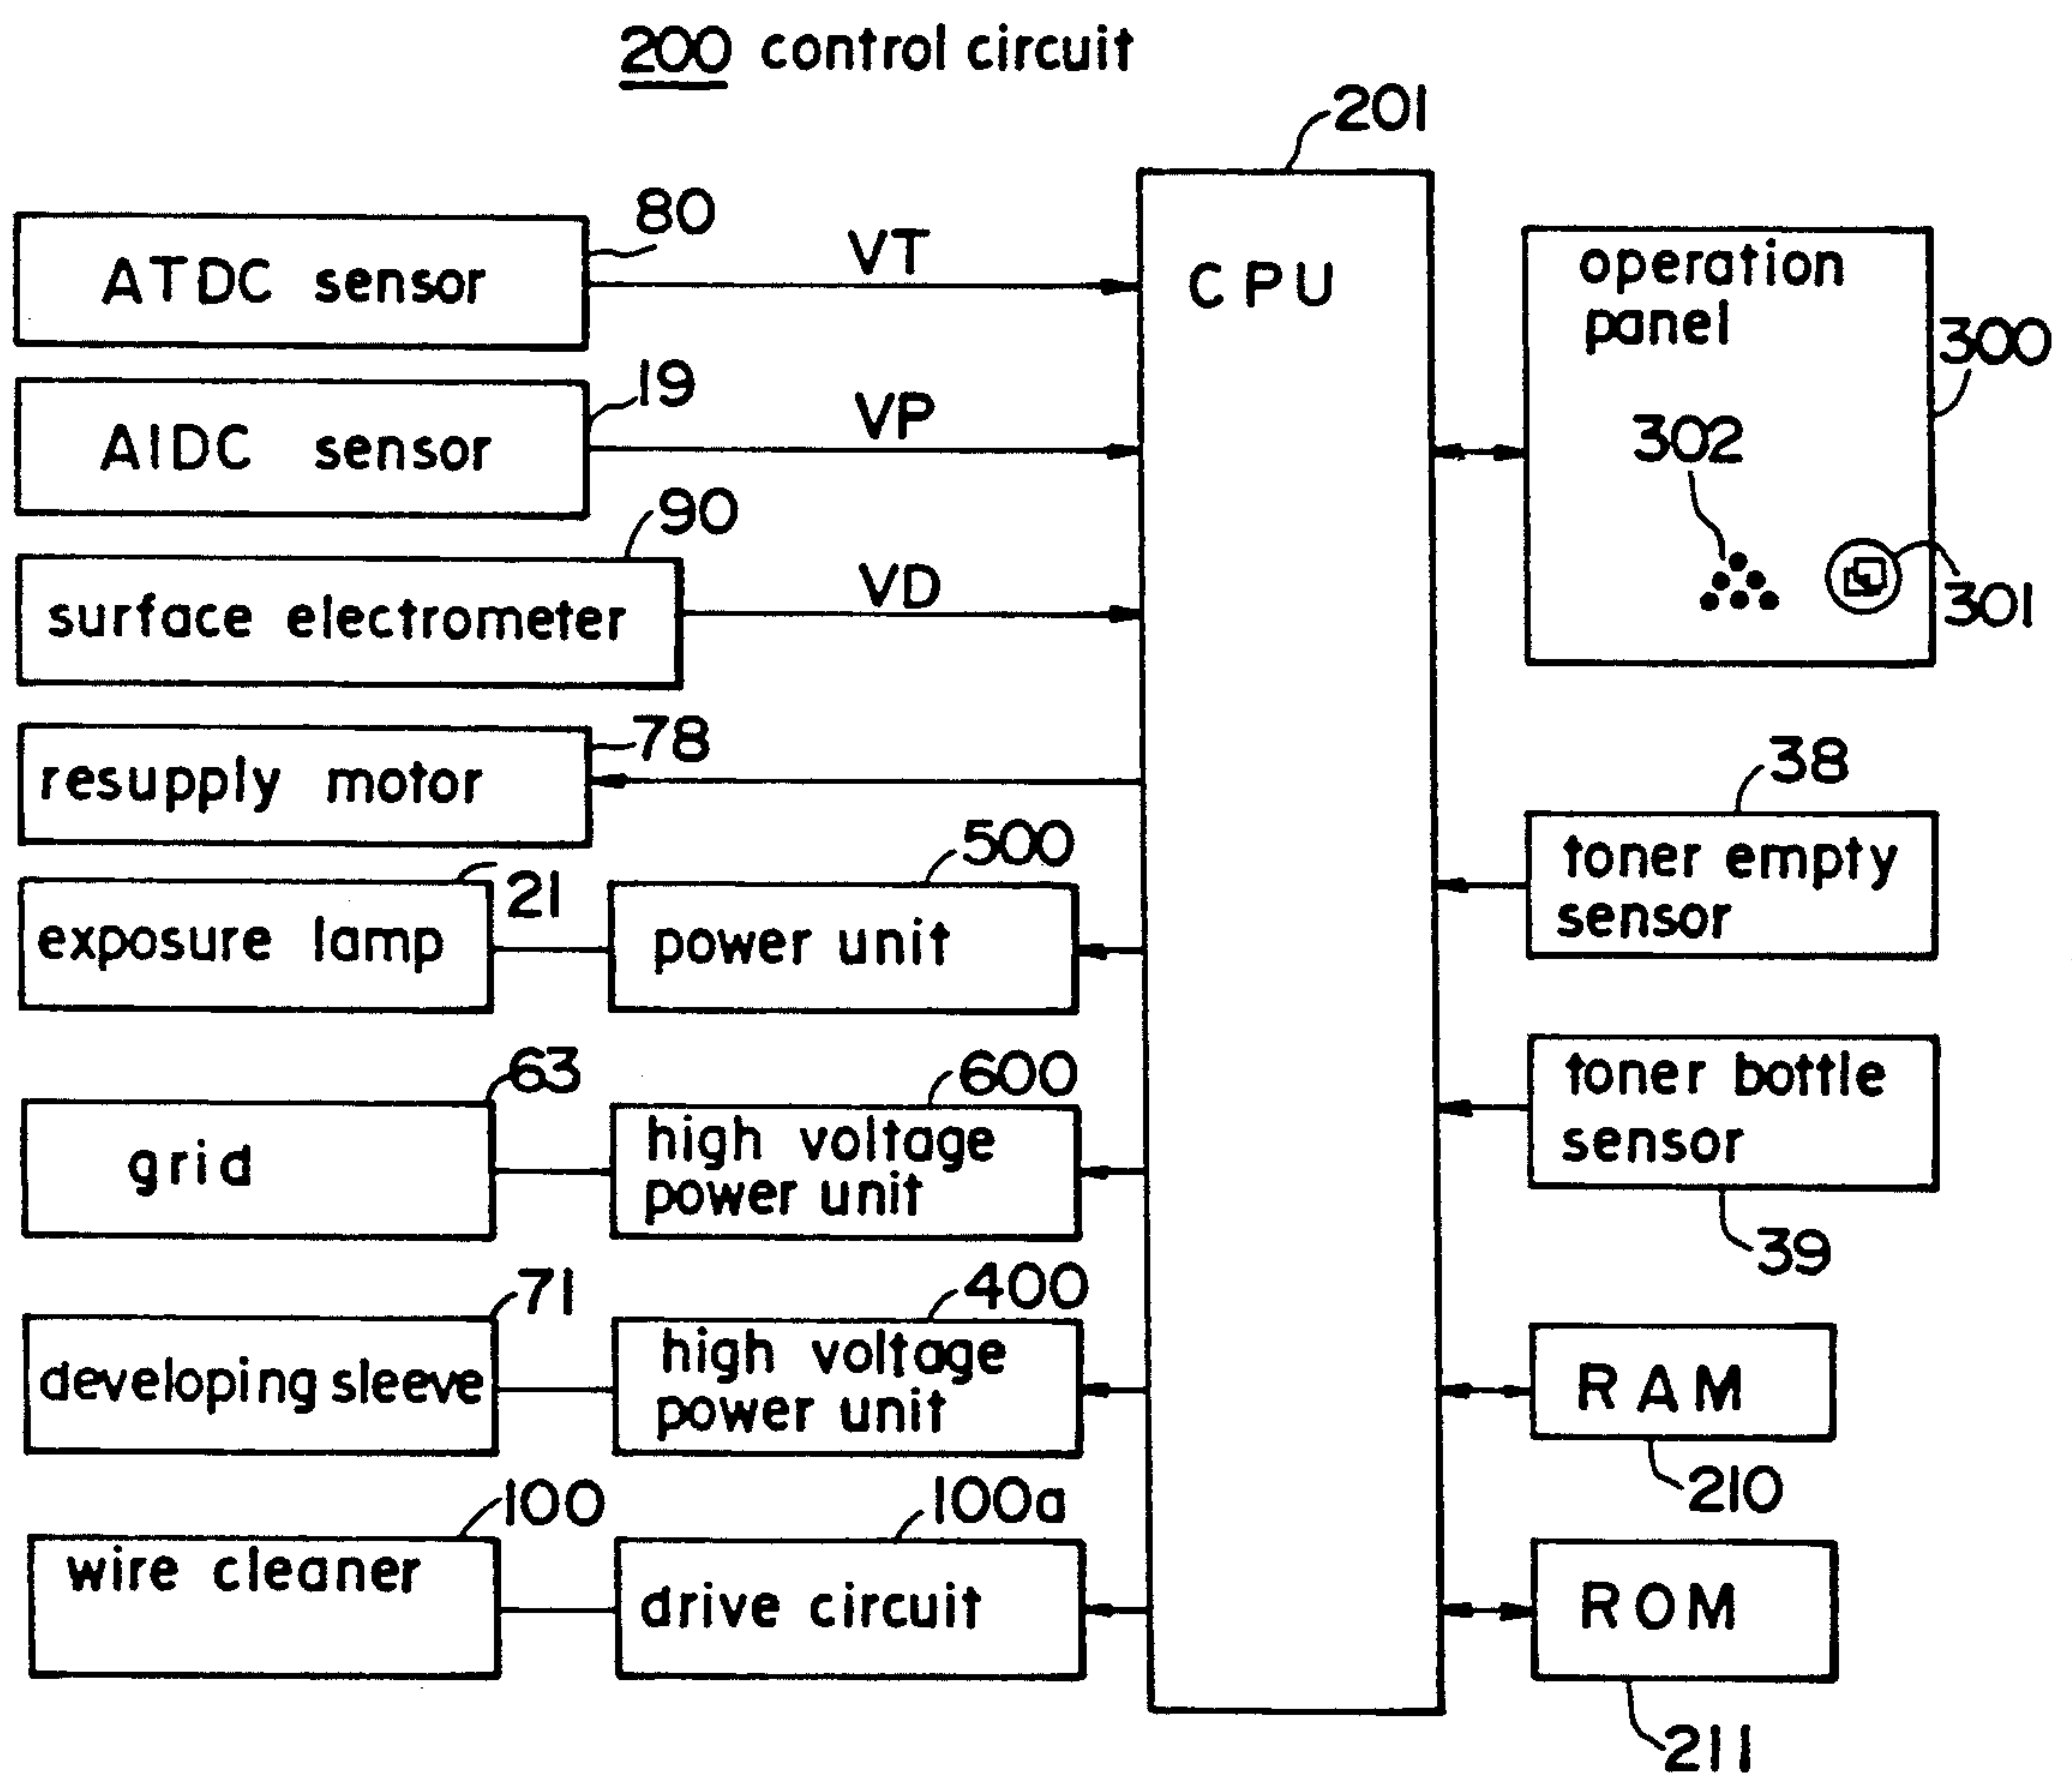 200 control circuit
201
80
ATDC sensor
VT
CPU
operation
panel
300
19
AIDC sensor
VP
302
90
surface electrometer
VD
301
78
resupply motor
38
toner empty
sensor
21
exposure lamp
500
power unit
39
toner bottle
sensor
63
grid
600
high voltage
power unit
71
developing sleeve
400
high voltage
power unit
RAM
210
100
wire cleaner
100a
drive circuit
ROM
211